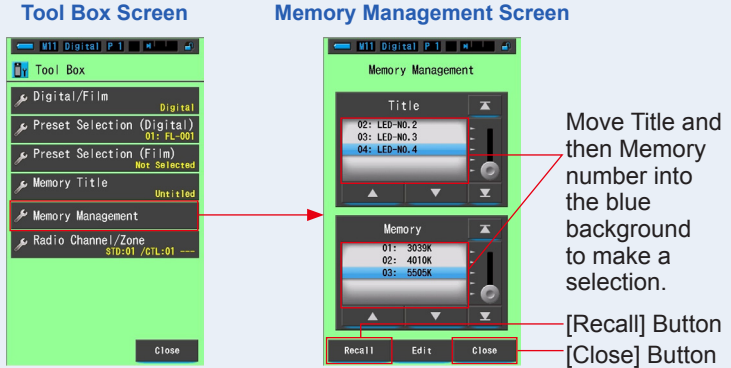 Tool Box Screen
Memory Management Screen
M11 Digital P 1
Tool Box
Digital/Film
Digital
Preset Selection (Digital)
01: FL-001
Preset Selection (Film)
Not Selected
Memory Title
Untitled
Memory Management
Radio Channel/Zone
STD:01 /CTL:01 ---
Close
M11 Digital P 1
Memory Management
Title
02: LED-NO.2
03: LED-NO.3
04: LED-NO.4
Memory
01: 3039K
02: 4010K
03: 5505K
Recall Edit Close
Move Title and
then Memory
number into
the blue
background
to make a
selection.
[Recall] Button
[Close] Button